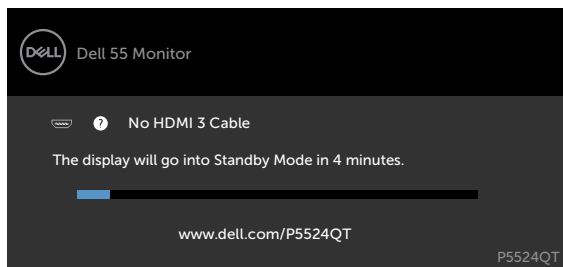 DELL
Dell 55 Monitor
? No HDMI 3 Cable
The display will go into Standby Mode in 4 minutes.
www.dell.com/P5524QT
P5524QT